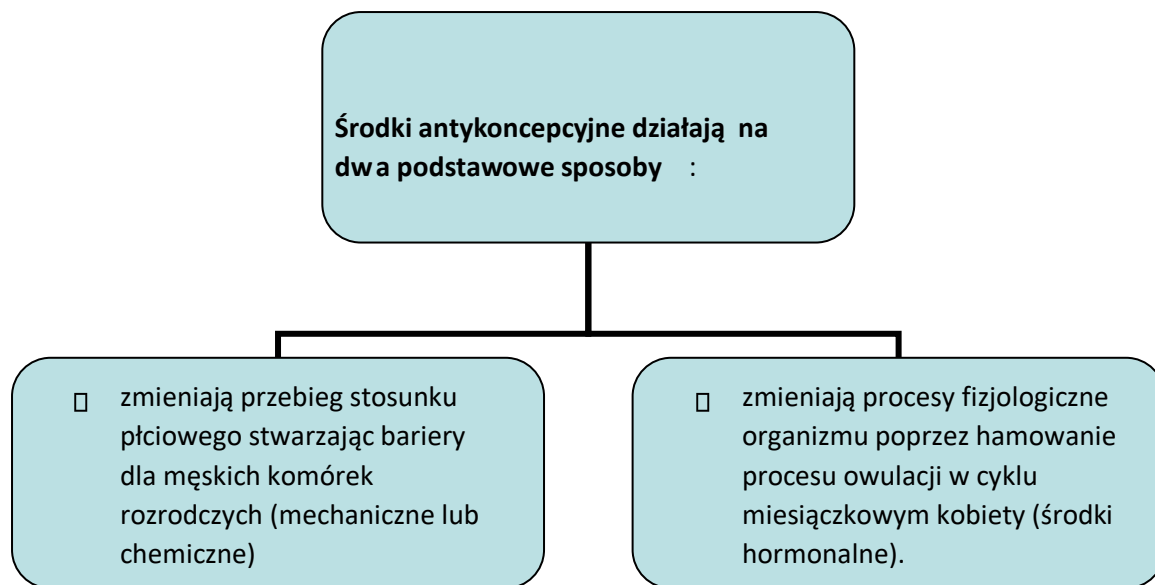 Środki antykoncepcyjne działają na
dwa podstawowe sposoby :
zmieniają przebieg stosunku
płciowego stwarzając bariery
dla męskich komórek
rozrodczych (mechaniczne lub
chemiczne)
zmieniają procesy fizjologiczne
organizmu poprzez hamowanie
procesu owulacji w cyklu
miesiączkowym kobiety (środki
hormonalne).